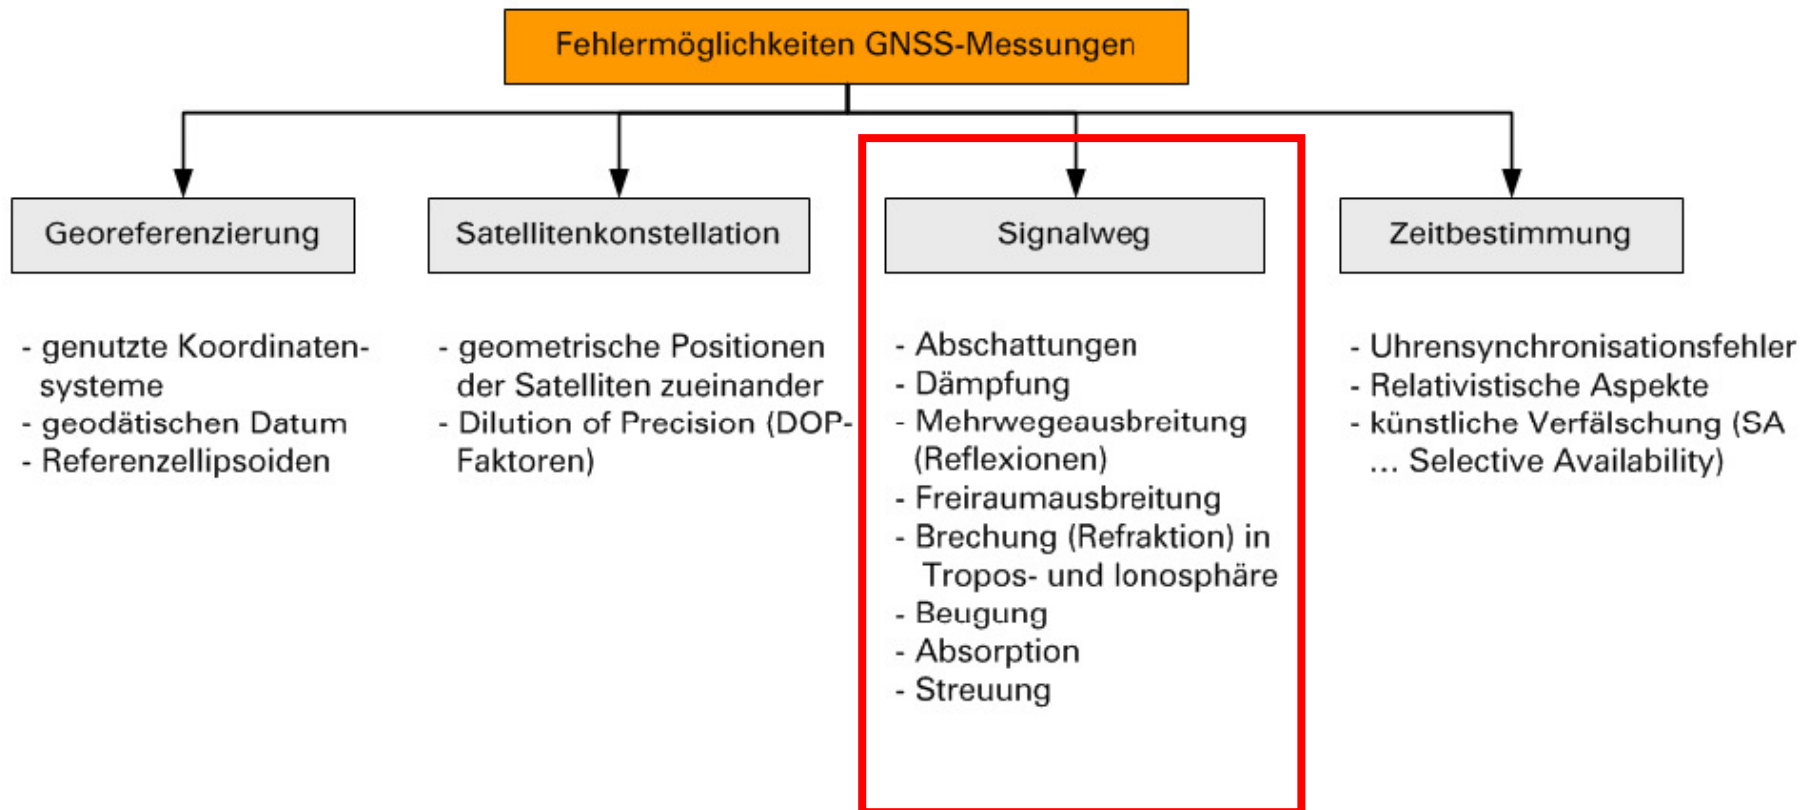 Fehlermöglichkeiten GNSS-Messungen
Georeferenzierung
- genutzte Koordinaten-
systeme
- geodätischen Datum
- Referenzellipsoiden
Satellitenkonstellation
- geometrische Positionen
der Satelliten zueinander
- Dilution of Precision (DOP-
Faktoren)
Signalweg
- Abschattungen
- Dämpfung
- Mehrwegeausbreitung
(Reflexionen)
- Freiraumausbreitung
- Brechung (Refraktion) in
Tropos- und Ionosphäre
- Beugung
- Absorption
- Streuung
Zeitbestimmung
- Uhrensynchronisationsfehler
- Relativistische Aspekte
- künstliche Verfälschung (SA
... Selective Availability)